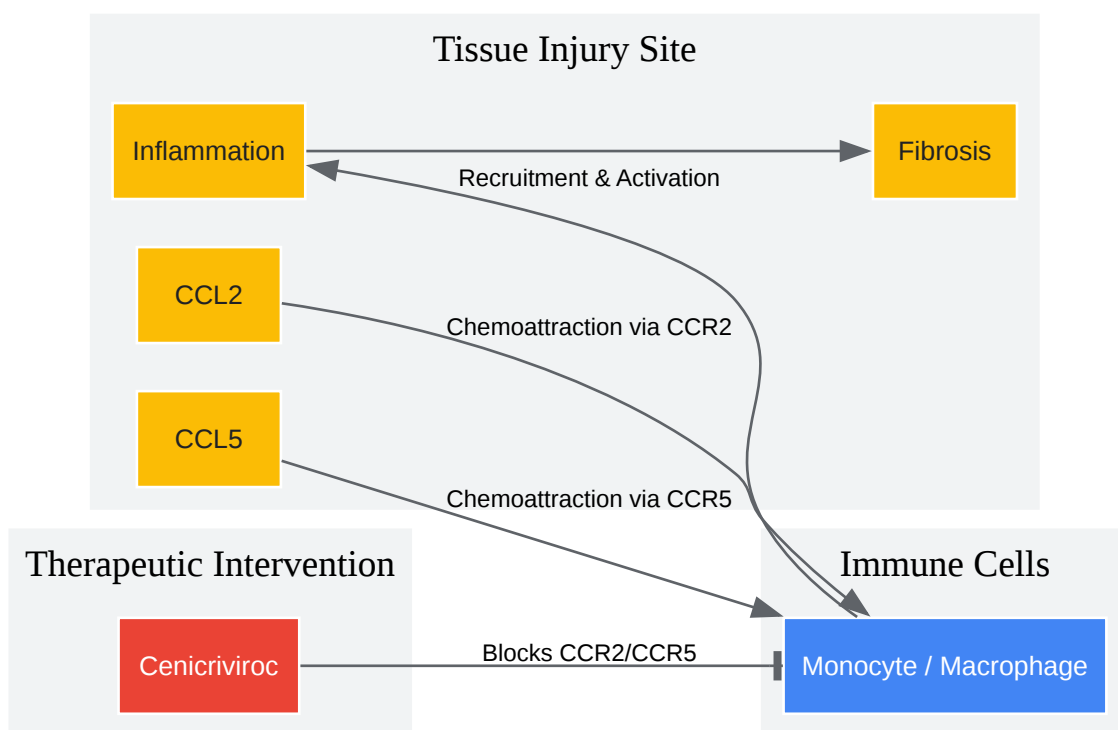 Tissue Injury Site
Inflammation
Fibrosis
Recruitment & Activation
CCL2
Chemoattraction via CCR2
CCL5
Chemoattraction via CCR5
Therapeutic Intervention
Immune Cells
Cenicriviroc
Blocks CCR2/CCR5
Monocyte / Macrophage